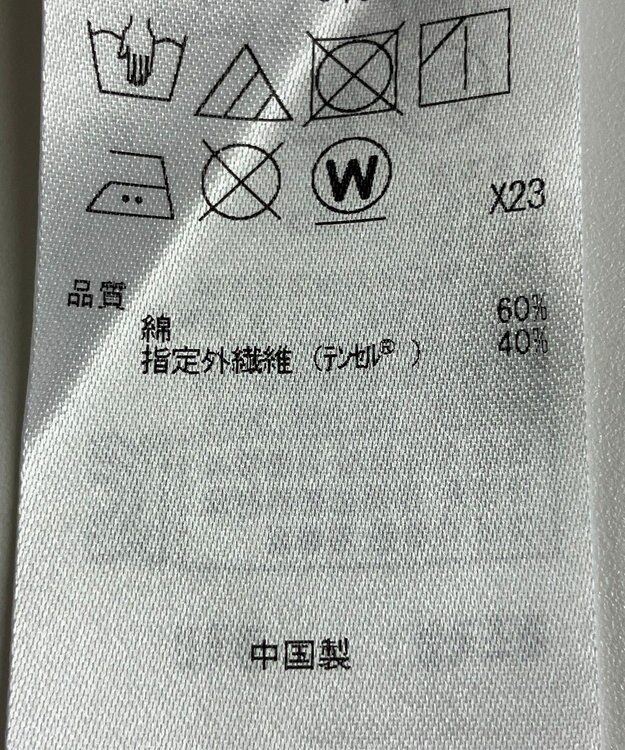 W
X23
品質
綿 60%
指定外繊維 (テンセル®) 40%
中国製